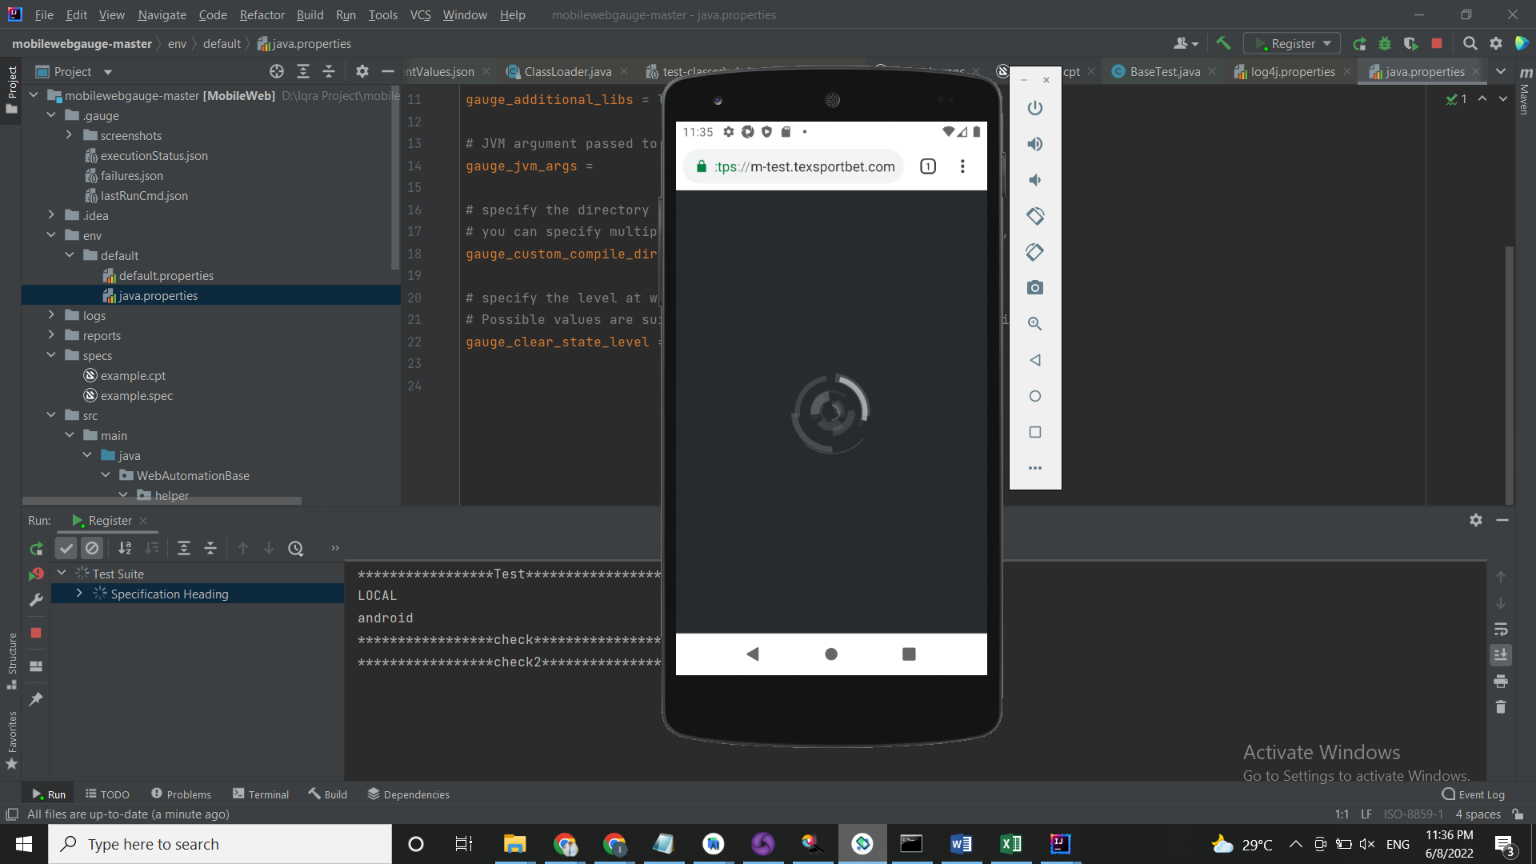 File Edit View Navigate Code Refactor Build Run Tools VCS Window Help mobilewebgauge-master - java.properties
mobilewebgauge-master env default java.properties
Register
Project
ntValues.json ClassLoader.java cpt BaseTest.java log4j.properties java.properties
mobilewebgauge-master [MobileWeb] D:\Iqra Project\mobile
.gauge
screenshots
executionStatus.json
failures.json
lastRunCmd.json
.idea
env
default
default.properties
java.properties
logs
reports
specs
example.cpt
example.spec
src
main
java
WebAutomationBase
helper
11 gauge_additional_libs =
12
13 # JVM argument passed to
14 gauge_jvm_args =
15
16 # specify the directory
17 # you can specify multip
18 gauge_custom_compile_dir
19
20 # specify the level at w
21 # Possible values are sui
22 gauge_clear_state_level =
23
24
1
11:35
:tps://m-test.texsportbet.com
1
Project
Maven
Structure
Favorites
Run: Register
Test Suite
Specification Heading
*****************Test*****************
LOCAL
android
*****************check*****************
*****************check2****************
Activate Windows
Go to Settings to activate Windows.
Run TODO Problems Terminal Build Dependencies Event Log
All files are up-to-date (a minute ago) 1:1 LF ISO-8859-1 4 spaces
Type here to search
29°C ENG 11:36 PM
6/8/2022
3